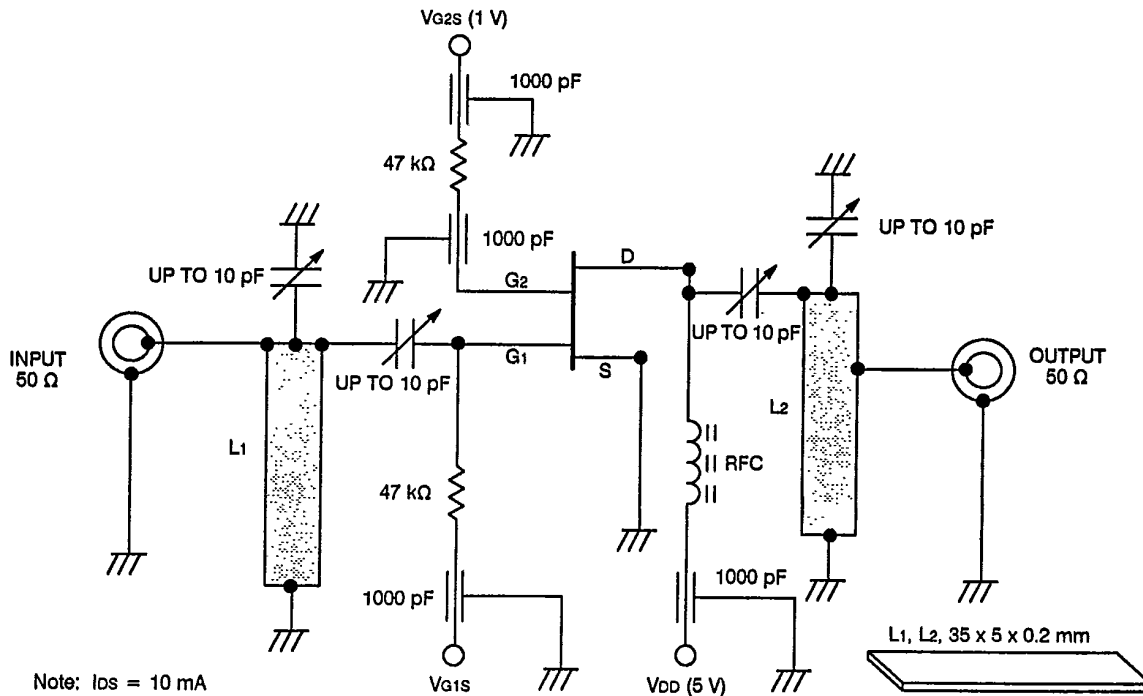 VG2S (1 V)
1000 pF
47 kΩ
1000 pF
UP TO 10 pF
G2
D
UP TO 10 pF
UP TO 10 pF
INPUT
50 Ω
G1
S
UP TO 10 pF
OUTPUT
50 Ω
L1
L2
RFC
47 kΩ
1000 pF
1000 pF
L1, L2, 35 x 5 x 0.2 mm
Note: IDS = 10 mA
VG1S
VDD (5 V)